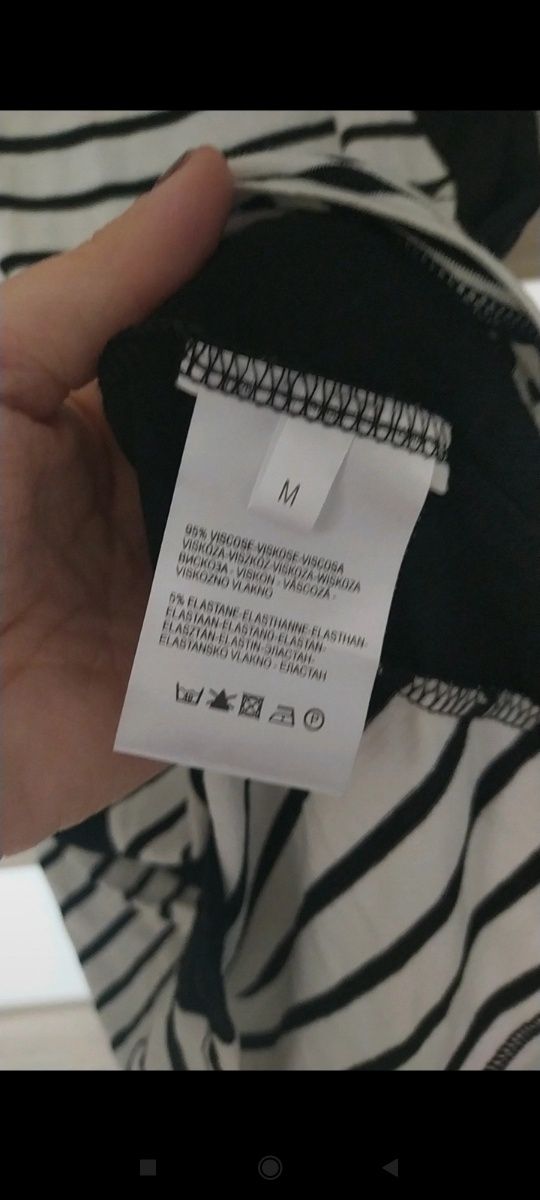 M
95% VISCOSE-VISKOSE-VISCOSA
VISKÓZA-VISZKÓZ-VISKOZA-WISKOZA
ВИСКОЗА - VISKON - VÂSCOZĂ -
VISKOZNO VLAKNO
5% ELASTANE-ELASTHANNE-ELASTHAN-
ELASTAAN-ELASTANO-ELASTAN-
ELASZTÁN-ELASTIN-ЭЛАСТАН-
ELASTANSKO VLAKNO - ЕЛАСТАН
P